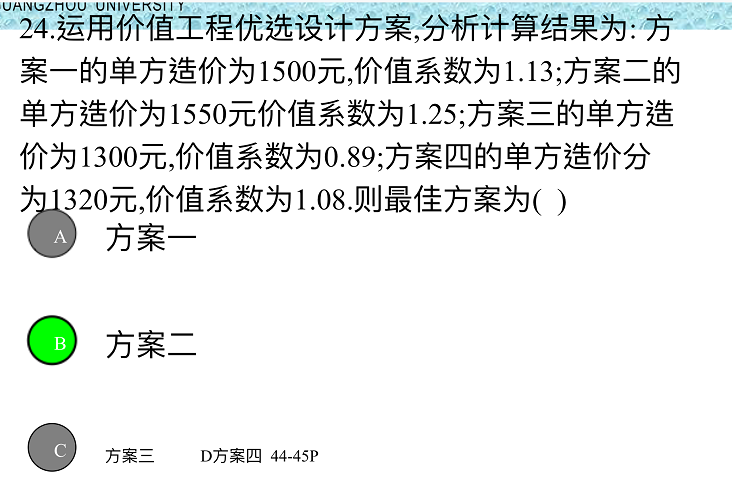 GUANGZHOU UNIVERSITY
24.运用价值工程优选设计方案,分析计算结果为: 方
案一的单方造价为1500元,价值系数为1.13;方案二的
单方造价为1550元价值系数为1.25;方案三的单方造
价为1300元,价值系数为0.89;方案四的单方造价分
为1320元,价值系数为1.08.则最佳方案为( )
A 方案一
B 方案二
C 方案三 D方案四 44-45P